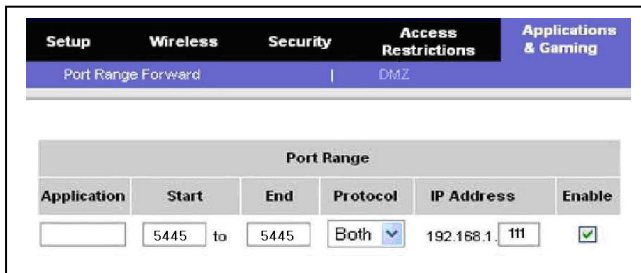 Setup Wireless Security Access Restrictions Applications & Gaming
Port Range Forward | DMZ
Port Range
Application Start End Protocol IP Address Enable
5445 to 5445 Both 192.168.1. 111